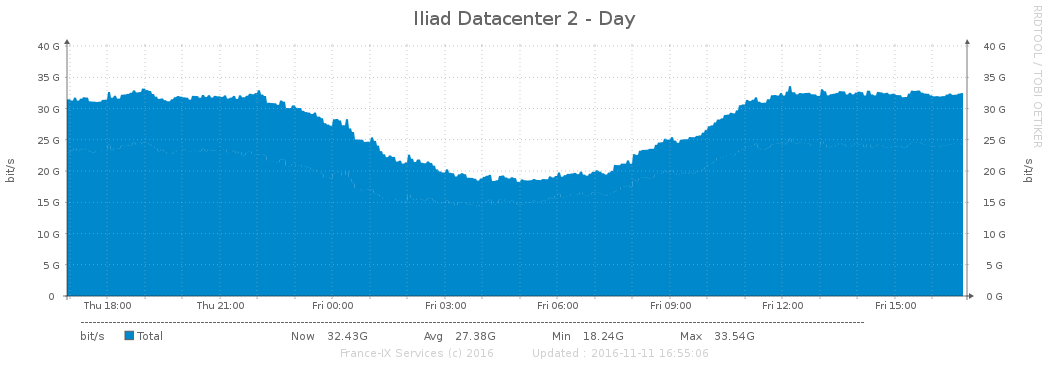 Iliad Datacenter 2 - Day
RRDTOOL / TOBI OETIKER
40 G 40 G
35 G 35 G
30 G 30 G
25 G 25 G
20 G 20 G
15 G 15 G
10 G 10 G
5 G 5 G
0 0 G
bit/s bit/s
Thu 18:00 Thu 21:00 Fri 00:00 Fri 03:00 Fri 06:00 Fri 09:00 Fri 12:00 Fri 15:00
bit/s Total Now 32.43G Avg 27.38G Min 18.24G Max 33.54G
France-IX Services (c) 2016 Updated : 2016-11-11 16:55:06